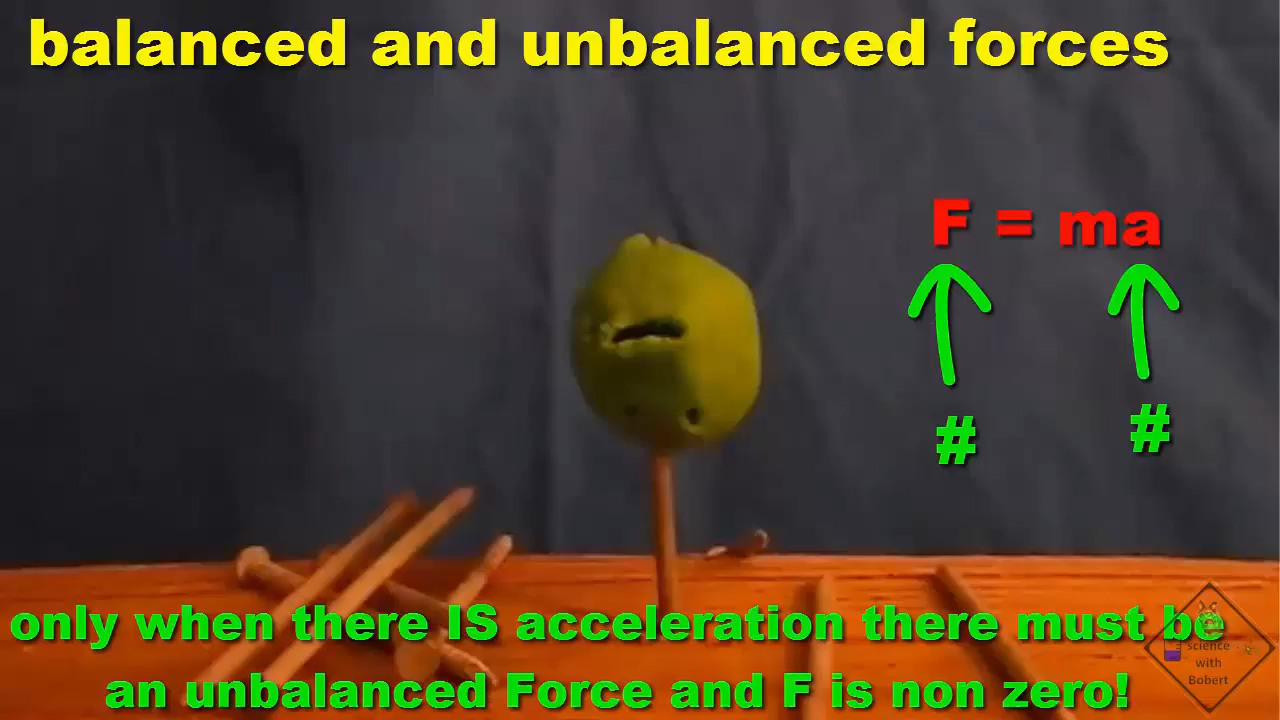 balanced and unbalanced forces
F = ma
# #
only when there IS acceleration there must be
an unbalanced Force and F is non zero!
science
with
Bobert